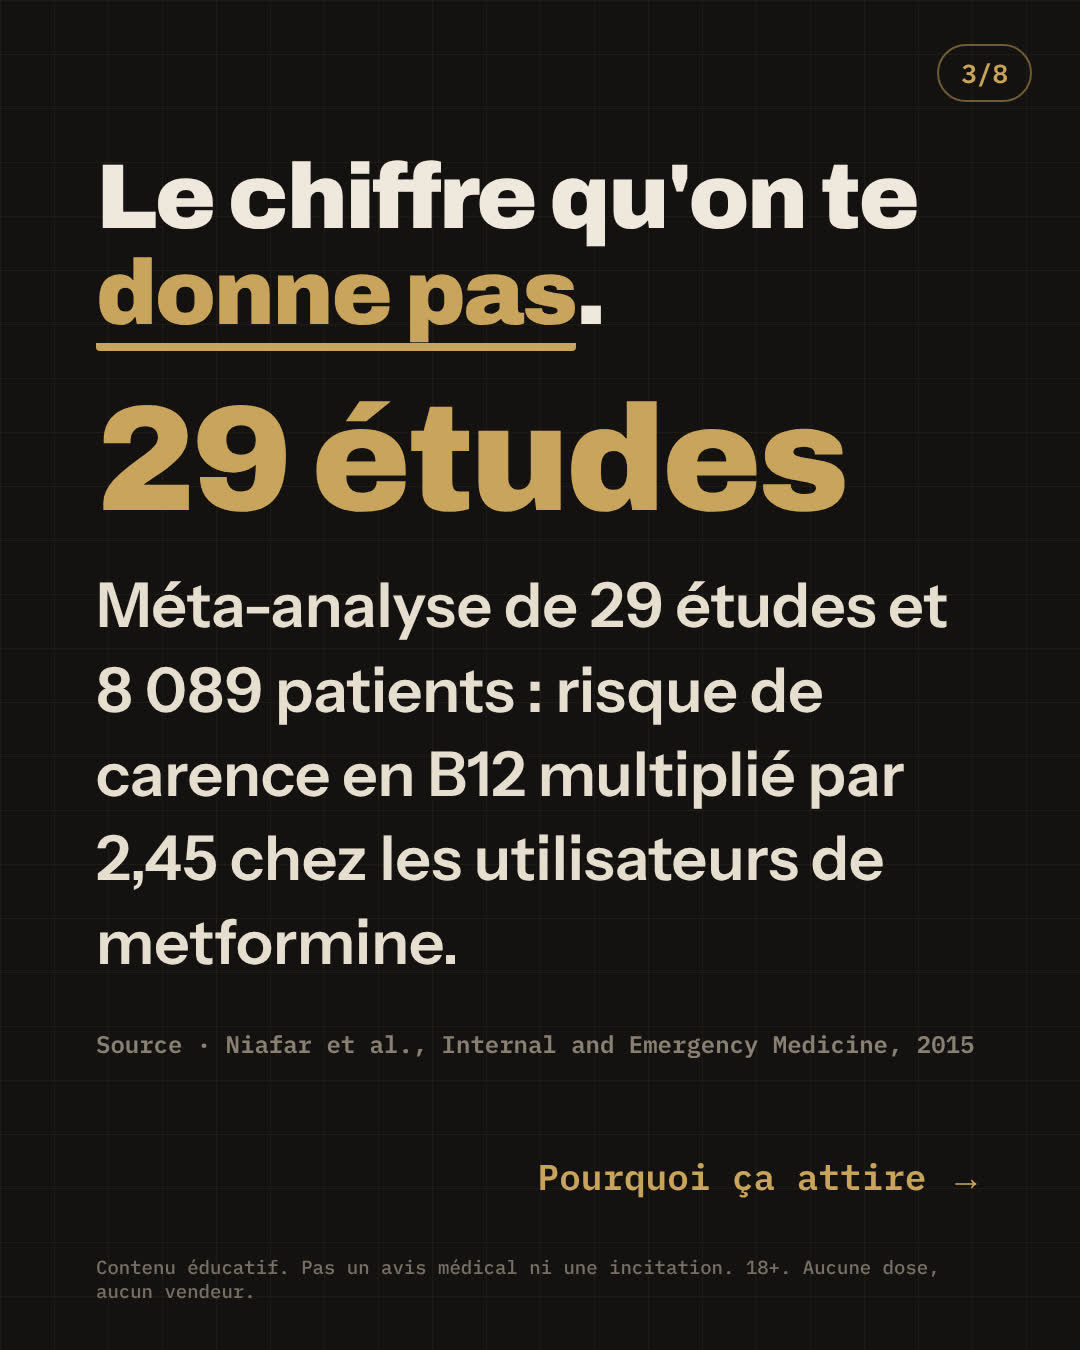 3/8
Le chiffre qu'on te
donne pas.
29 études
Méta-analyse de 29 études et
8 089 patients : risque de
carence en B12 multiplié par
2,45 chez les utilisateurs de
metformine.
Source · Niafar et al., Internal and Emergency Medicine, 2015
Pourquoi ça attire →
Contenu éducatif. Pas un avis médical ni une incitation. 18+. Aucune dose,
aucun vendeur.